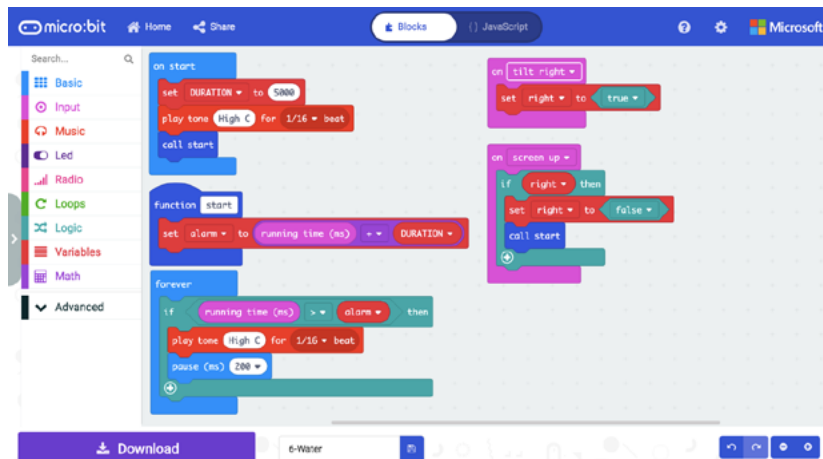 micro:bit Home Share Blocks {} JavaScript Microsoft
Search...
Basic
Input
Music
Led
Radio
Loops
Logic
Variables
Math
Advanced
on start
set DURATION to 5000
play tone High C for 1/16 beat
call start
function start
set alarm to running time (ms) + DURATION
forever
if running time (ms) > alarm then
play tone High C for 1/16 beat
pause (ms) 200
on tilt right
set right to true
on screen up
if right then
set right to false
call start
Download
6-Water